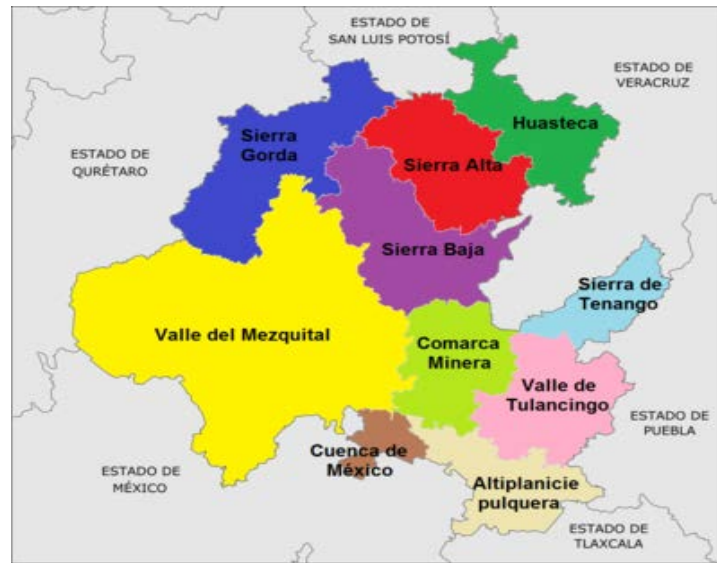 ESTADO DE
SAN LUIS POTOSÍ
ESTADO DE
VERACRUZ
Huasteca
Sierra
Gorda
ESTADO DE
QURÉTARO
Sierra Alta
Sierra Baja
Sierra de
Tenango
Valle del Mezquital
Comarca
Minera
Valle de
Tulancingo
ESTADO DE
PUEBLA
Cuenca de
México
ESTADO DE
MÉXICO
Altiplanicie
pulquera
ESTADO DE
TLAXCALA